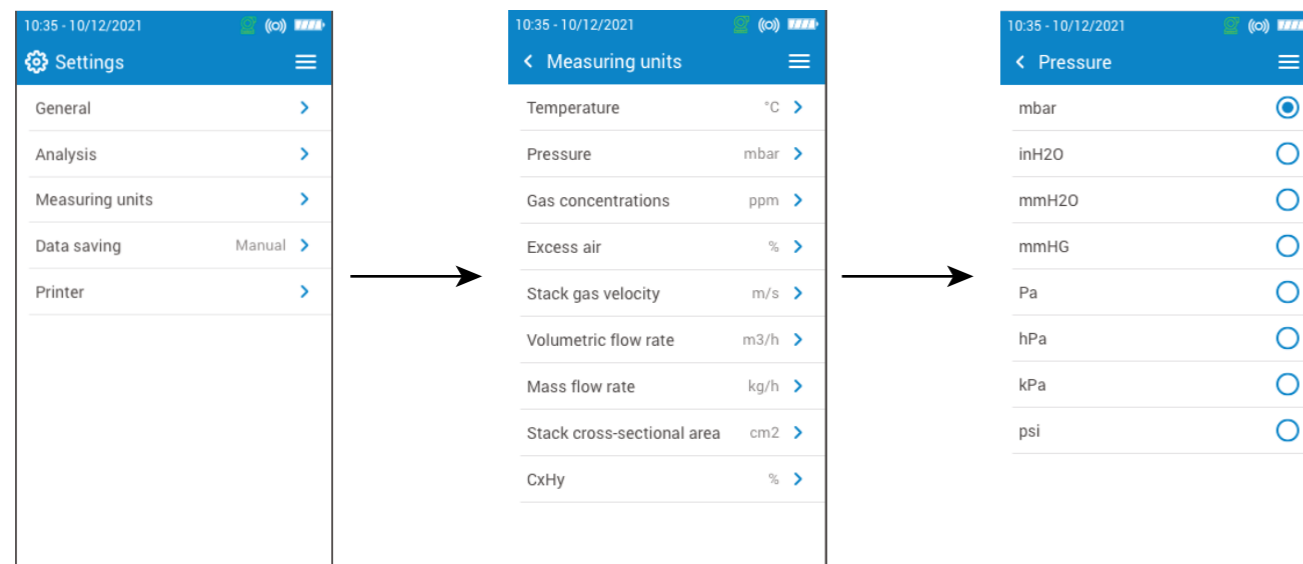 10:35 - 10/12/2021
Settings
General
Analysis
Measuring units
Data saving Manual
Printer
10:35 - 10/12/2021
Measuring units
Temperature °C
Pressure mbar
Gas concentrations ppm
Excess air %
Stack gas velocity m/s
Volumetric flow rate m3/h
Mass flow rate kg/h
Stack cross-sectional area cm2
CxHy %
10:35 - 10/12/2021
Pressure
mbar
inH2O
mmH2O
mmHG
Pa
hPa
kPa
psi